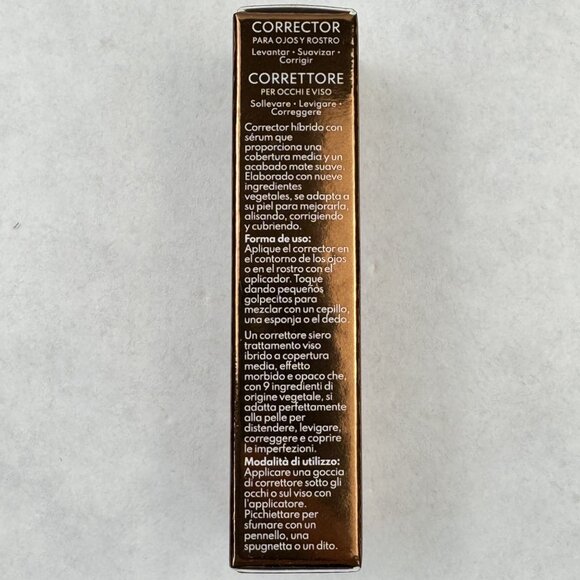 CORRECTOR
PARA OJOS Y ROSTRO
Levantar • Suavizar •
Corrigir
CORRETTORE
PER OCCHI E VISO
Sollevare • Levigare •
Correggere
Corrector híbrido con
sérum que
proporciona una
cobertura media y un
acabado mate suave.
Elaborado con nueve
ingredientes
vegetales, se adapta a
su piel para mejorarla,
alisando, corrigiendo
y cubriendo.
Forma de uso:
Aplique el corrector en
el contorno de los ojos
o en el rostro con el
aplicador. Toque
dando pequeños
golpecitos para
mezclar con un cepillo,
una esponja o el dedo.
Un correttore siero
trattamento viso
ibrido a copertura
media, effetto
morbido e opaco che,
con 9 ingredienti di
origine vegetale, si
adatta perfettamente
alla pelle per
distendere, levigare,
correggere e coprire
le imperfezioni.
Modalità di utilizzo:
Applicare una goccia
di correttore sotto gli
occhi o sul viso con
l'applicatore.
Picchiettare per
sfumare con un
pennello, una
spugnetta o un dito.